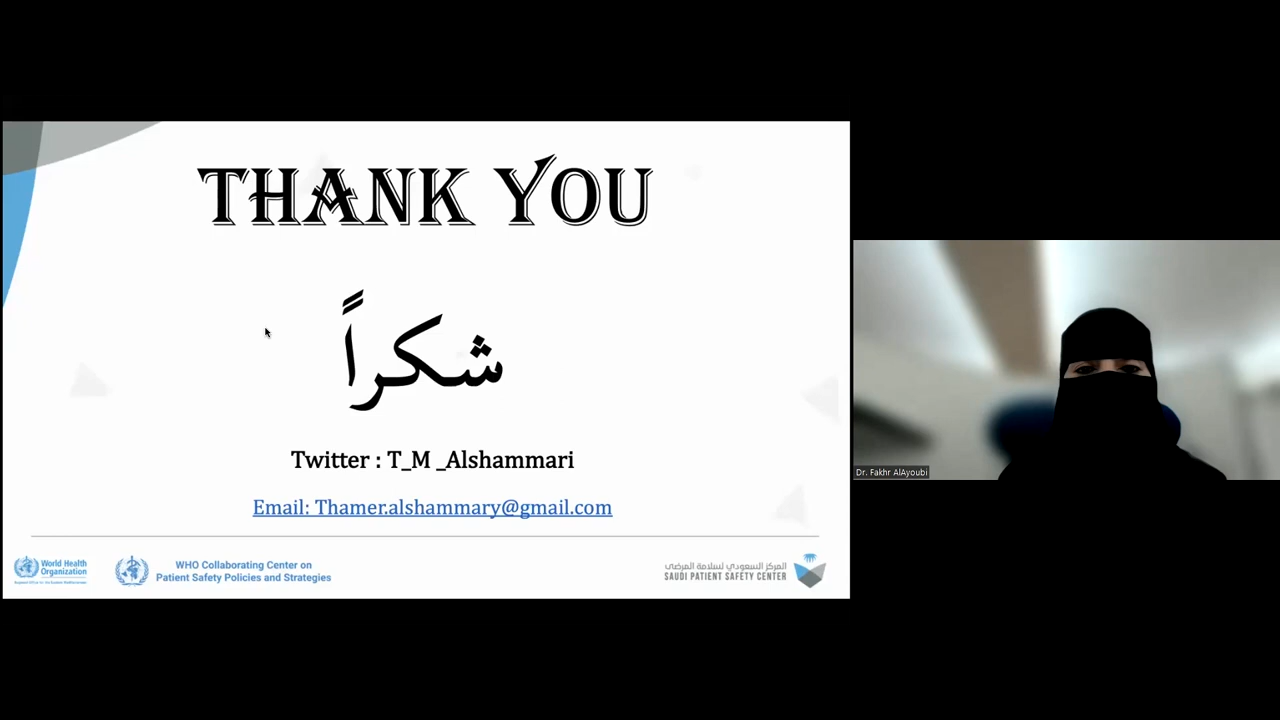 THANK YOU
شكراً
Twitter : T_M _Alshammari
Email: Thamer.alshammary@gmail.com
World Health
Organization
WHO Collaborating Center on
Patient Safety Policies and Strategies
المركز السعودي لسلامة المرضى
SAUDI PATIENT SAFETY CENTER
Dr. Fakhr AlAyoubi